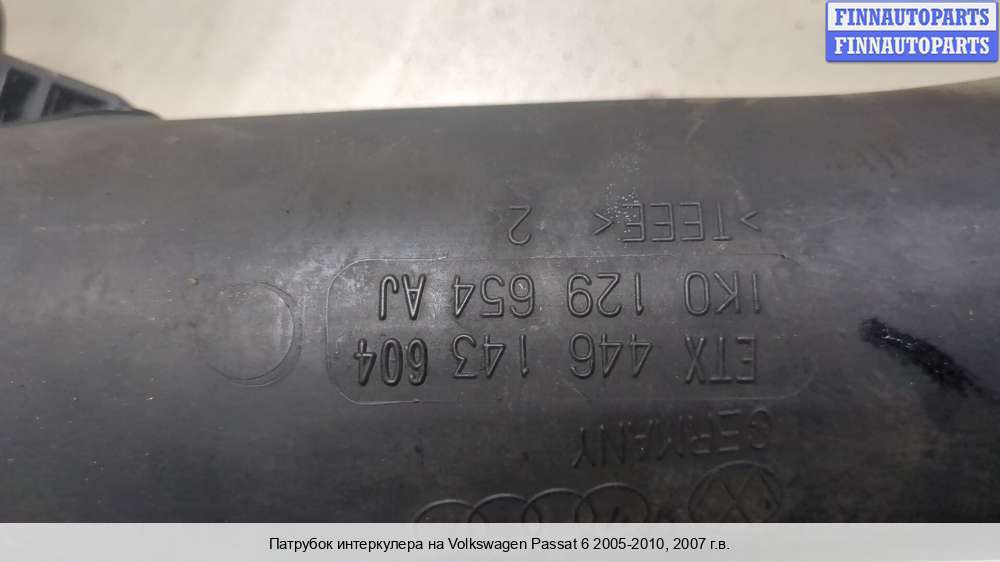 FINNAUTOPARTS
FINNAUTOPARTS
GERMANY
ETX 446 143 604
1K0 129 654 AJ
>TEEE< 2
Патрубок интеркулера на Volkswagen Passat 6 2005-2010, 2007 г.в.